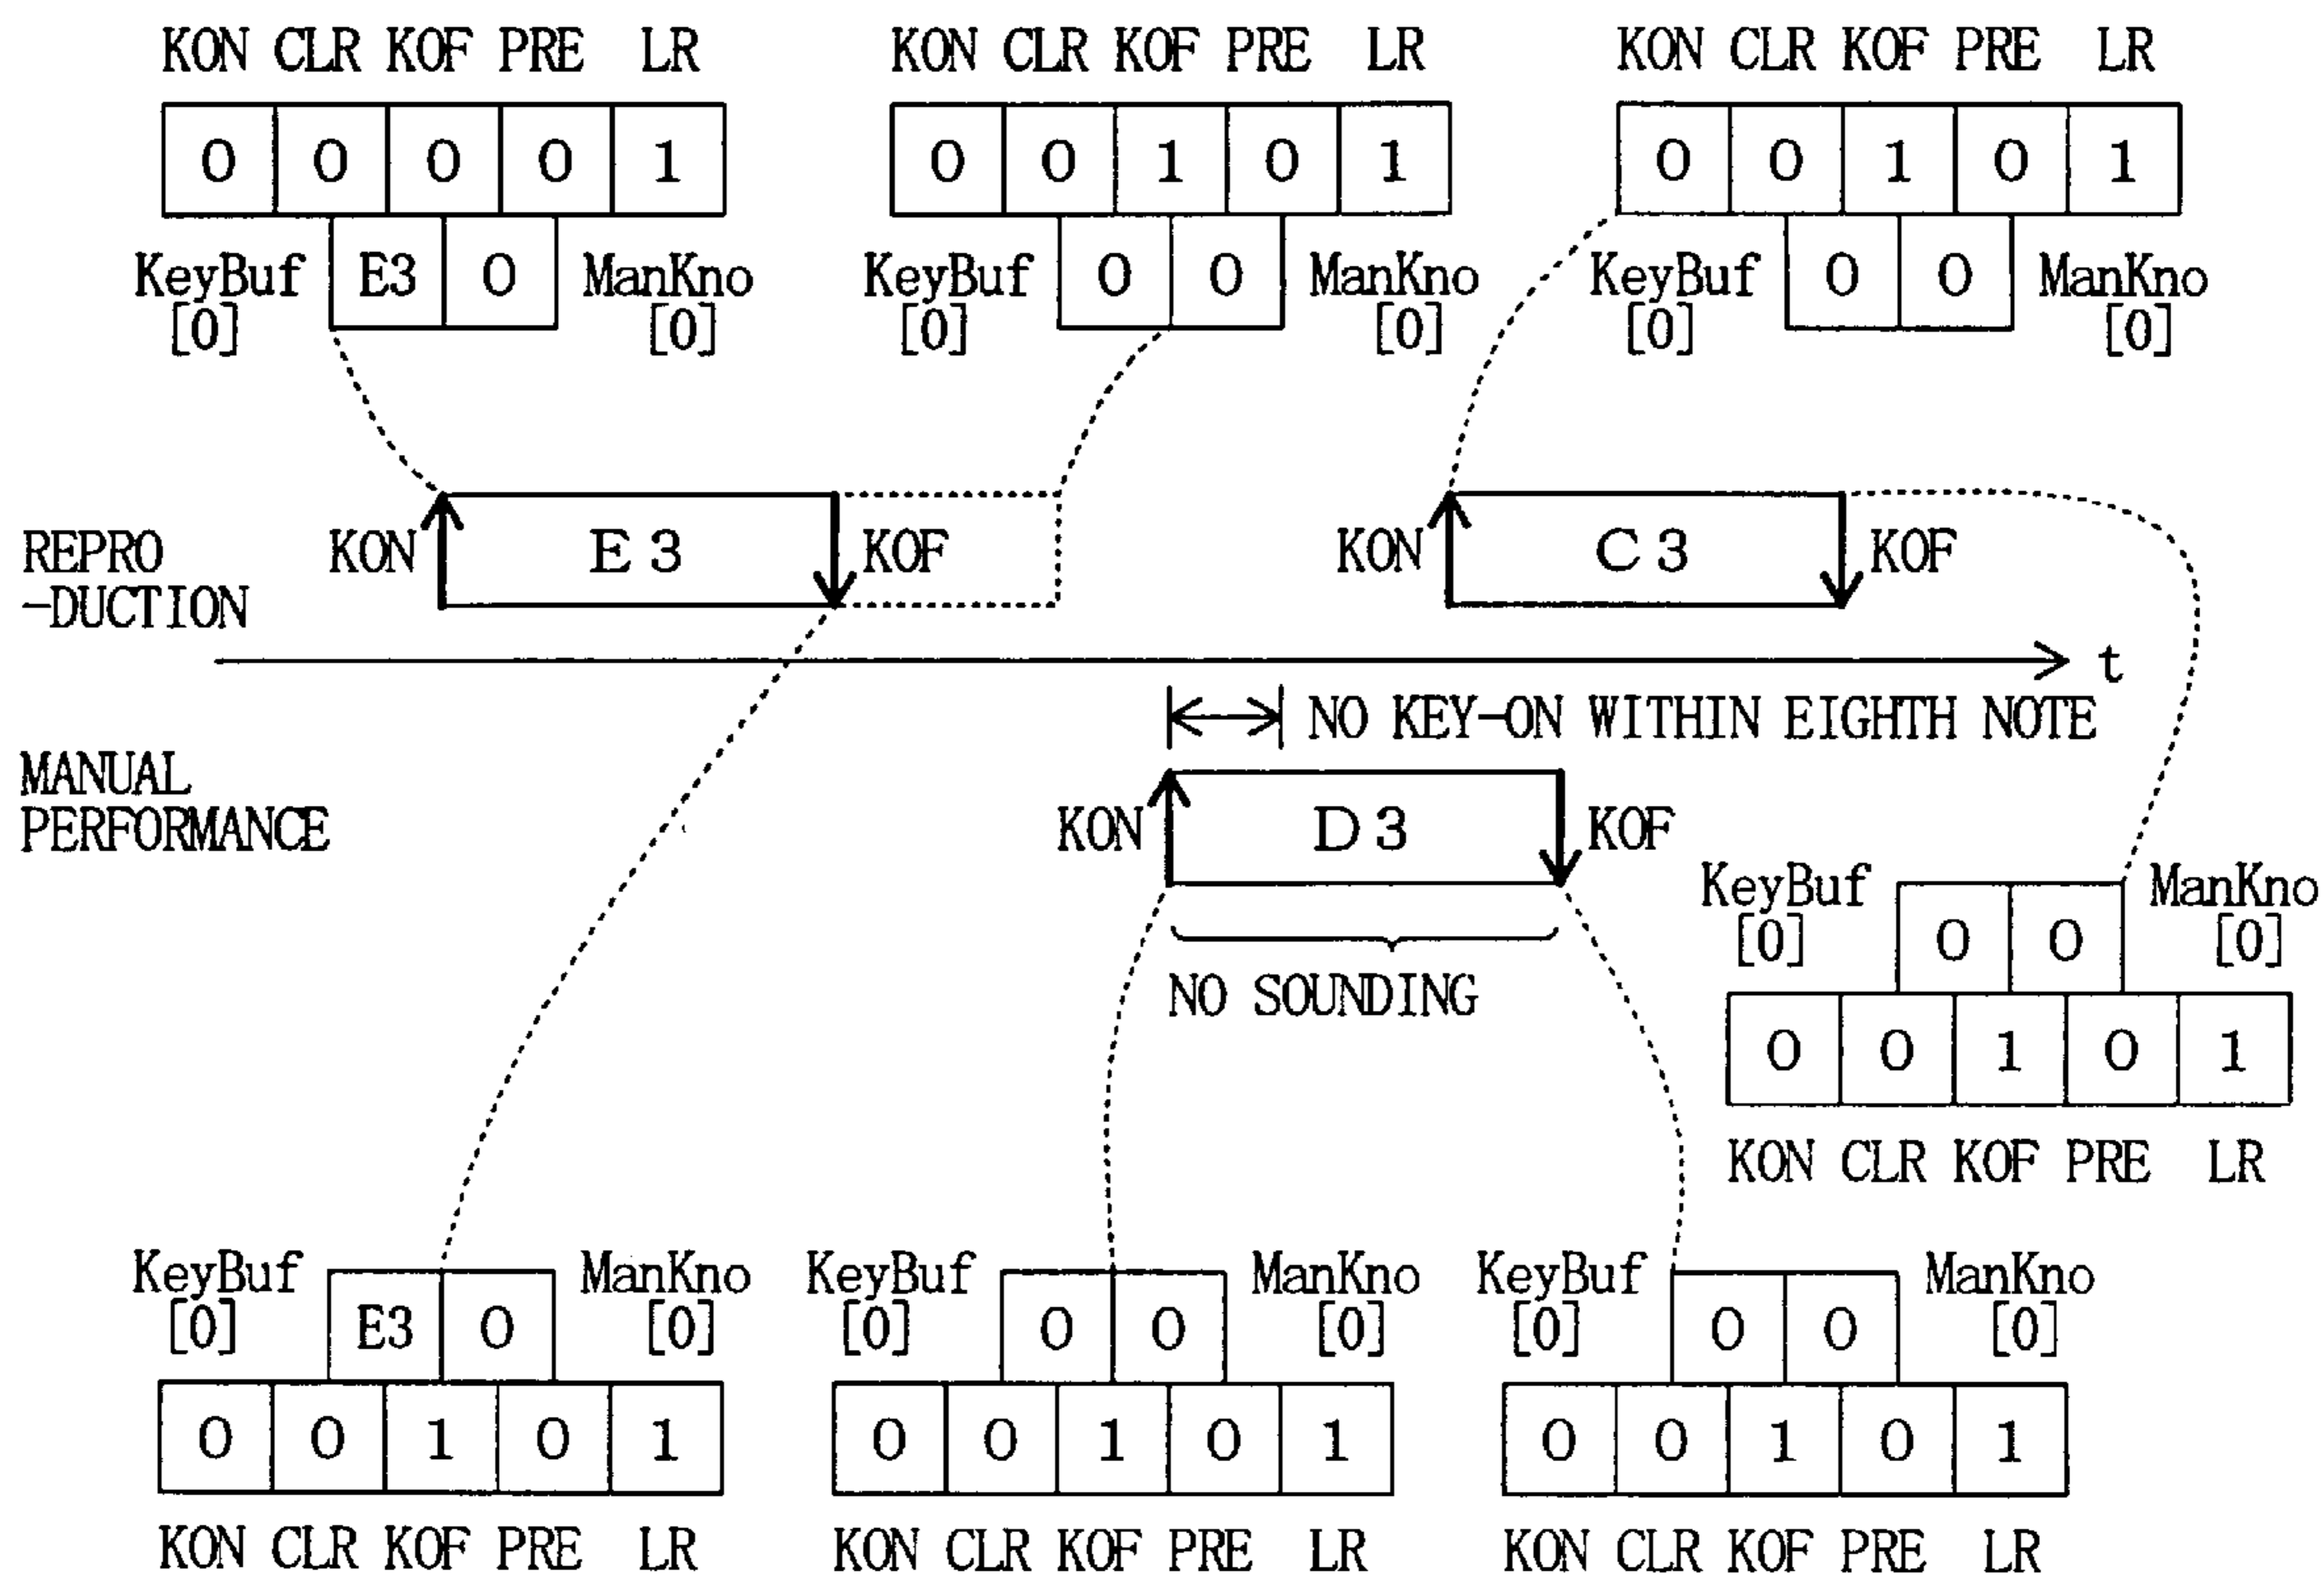 KON CLR KOF PRE LR
KON CLR KOF PRE LR
KON CLR KOF PRE LR
0 0 0 0 1
0 0 1 0 1
0 0 1 0 1
KeyBuf [0] E3 0 ManKno [0]
KeyBuf [0] 0 0 ManKno [0]
KeyBuf [0] 0 0 ManKno [0]
REPRO
-DUCTION
KON E3 KOF
KON C3 KOF
t
NO KEY-ON WITHIN EIGHTH NOTE
MANUAL
PERFORMANCE
KON D3 KOF
NO SOUNDING
KeyBuf [0] 0 0 ManKno [0]
0 0 1 0 1
KON CLR KOF PRE LR
KeyBuf [0] E3 0 ManKno [0]
KeyBuf [0] 0 0 ManKno [0]
KeyBuf [0] 0 0 ManKno [0]
0 0 1 0 1
0 0 1 0 1
0 0 1 0 1
KON CLR KOF PRE LR
KON CLR KOF PRE LR
KON CLR KOF PRE LR